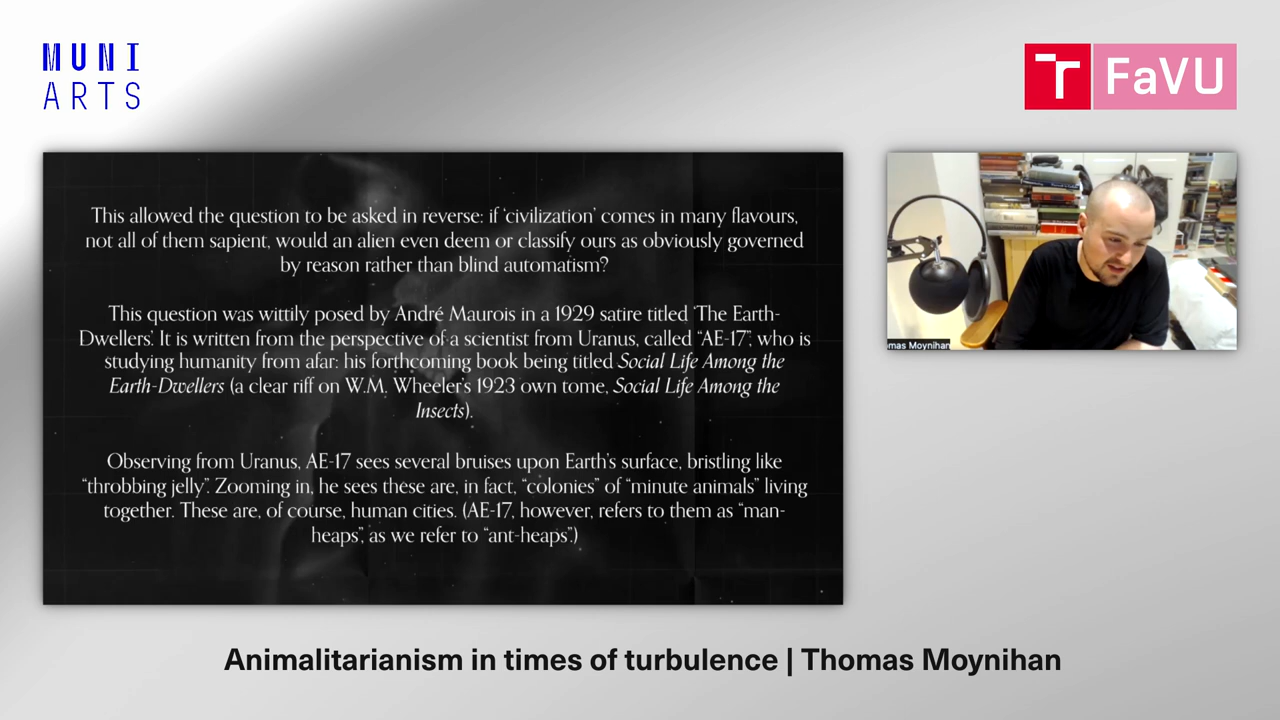 MUNI
ARTS
T FaVU
This allowed the question to be asked in reverse: if ‘civilization’ comes in many flavours,
not all of them sapient, would an alien even deem or classify ours as obviously governed
by reason rather than blind automatism?
This question was wittily posed by André Maurois in a 1929 satire titled ‘The Earth-
Dwellers’. It is written from the perspective of a scientist from Uranus, called “AE-17”, who is
studying humanity from afar: his forthcoming book being titled Social Life Among the
Earth-Dwellers (a clear riff on W.M. Wheeler’s 1923 own tome, Social Life Among the
Insects).
Observing from Uranus, AE-17 sees several bruises upon Earth’s surface, bristling like
“throbbing jelly”. Zooming in, he sees these are, in fact, “colonies” of “minute animals” living
together. These are, of course, human cities. (AE-17, however, refers to them as “man-
heaps”, as we refer to “ant-heaps”.)
mas Moynihan
Animalitarianism in times of turbulence | Thomas Moynihan